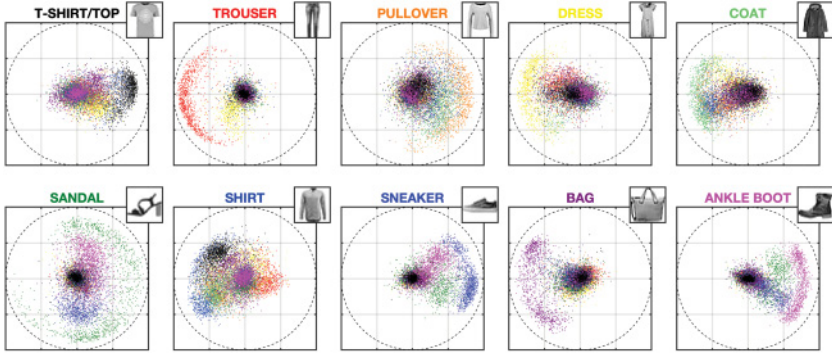 T-SHIRT/TOP
TROUSER
PULLOVER
DRESS
COAT
SANDAL
SHIRT
SNEAKER
BAG
ANKLE BOOT